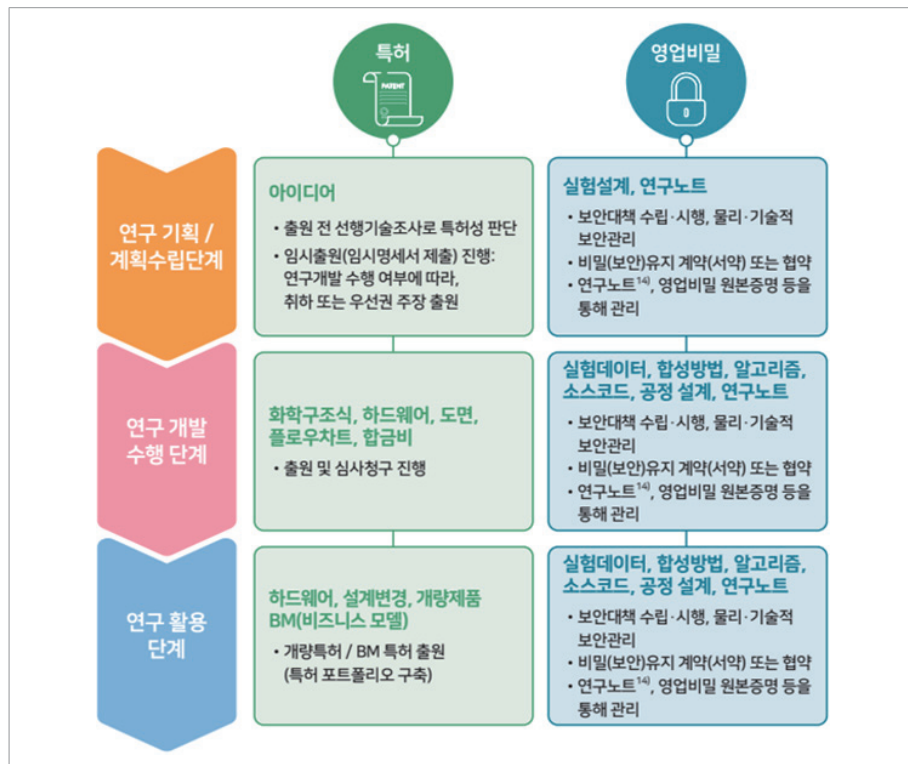 특허
PATENT
영업비밀
연구 기획 /
계획수립단계
아이디어
· 출원 전 선행기술조사로 특허성 판단
· 임시출원(임시명세서 제출) 진행:
연구개발 수행 여부에 따라,
취하 또는 우선권 주장 출원
실험설계, 연구노트
· 보안대책 수립·시행, 물리·기술적
보안관리
· 비밀(보안)유지 계약(서약) 또는 협약
· 연구노트¹⁴⁾, 영업비밀 원본증명 등을
통해 관리
연구 개발
수행 단계
화학구조식, 하드웨어, 도면,
플로우차트, 합금비
· 출원 및 심사청구 진행
실험데이터, 합성방법, 알고리즘,
소스코드, 공정 설계, 연구노트
· 보안대책 수립·시행, 물리·기술적
보안관리
· 비밀(보안)유지 계약(서약) 또는 협약
· 연구노트¹⁴⁾, 영업비밀 원본증명 등을
통해 관리
연구 활용
단계
하드웨어, 설계변경, 개량제품
BM(비즈니스 모델)
· 개량특허 / BM 특허 출원
(특허 포트폴리오 구축)
실험데이터, 합성방법, 알고리즘,
소스코드, 공정 설계, 연구노트
· 보안대책 수립·시행, 물리·기술적
보안관리
· 비밀(보안)유지 계약(서약) 또는 협약
· 연구노트¹⁴⁾, 영업비밀 원본증명 등을
통해 관리